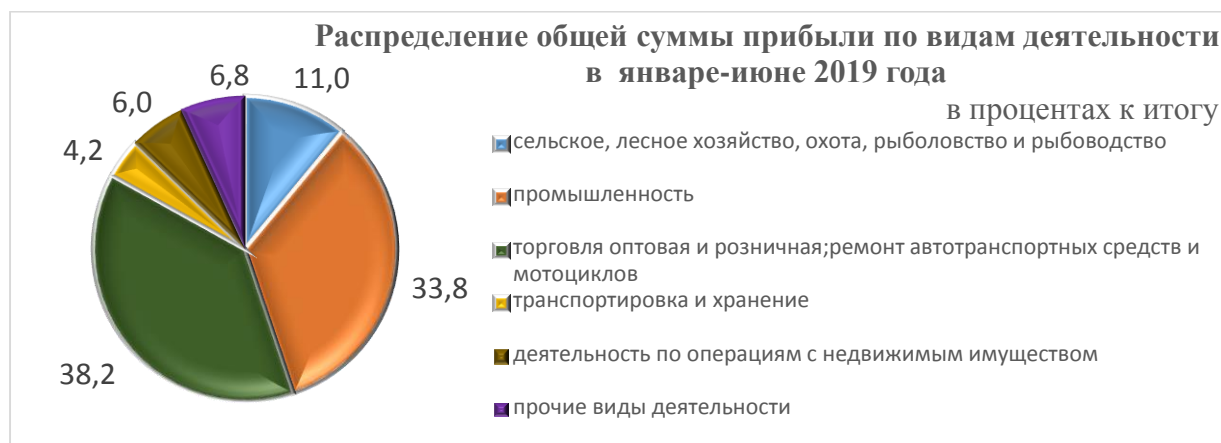 Распределение общей суммы прибыли по видам деятельности
в январе-июне 2019 года
в процентах к итогу
6,8
11,0
6,0
4,2
33,8
38,2
сельское, лесное хозяйство, охота, рыболовство и рыбоводство
промышленность
торговля оптовая и розничная;ремонт автотранспортных средств и
мотоциклов
транспортировка и хранение
деятельность по операциям с недвижимым имуществом
прочие виды деятельности